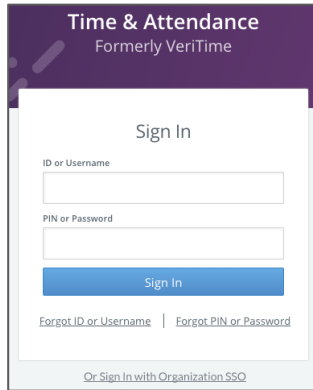 Time & Attendance
Formerly VeriTime
Sign In
ID or Username
PIN or Password
Sign In
Forgot ID or Username | Forgot PIN or Password
Or Sign In with Organization SSO